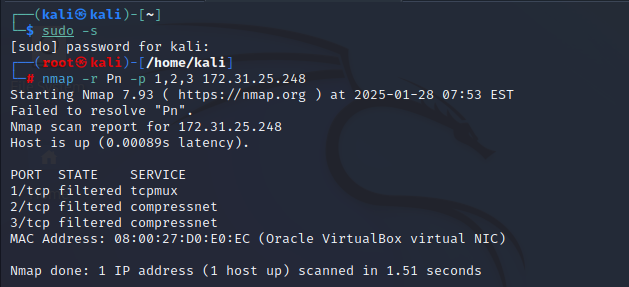 ┌──(kali㉿kali)-[~]
└─$ sudo -s
[sudo] password for kali:
┌──(root㉿kali)-[/home/kali]
└─# nmap -r Pn -p 1,2,3 172.31.25.248
Starting Nmap 7.93 ( https://nmap.org ) at 2025-01-28 07:53 EST
Failed to resolve "Pn".
Nmap scan report for 172.31.25.248
Host is up (0.00089s latency).
PORT  STATE    SERVICE
1/tcp filtered tcpmux
2/tcp filtered compressnet
3/tcp filtered compressnet
MAC Address: 08:00:27:D0:E0:EC (Oracle VirtualBox virtual NIC)
Nmap done: 1 IP address (1 host up) scanned in 1.51 seconds